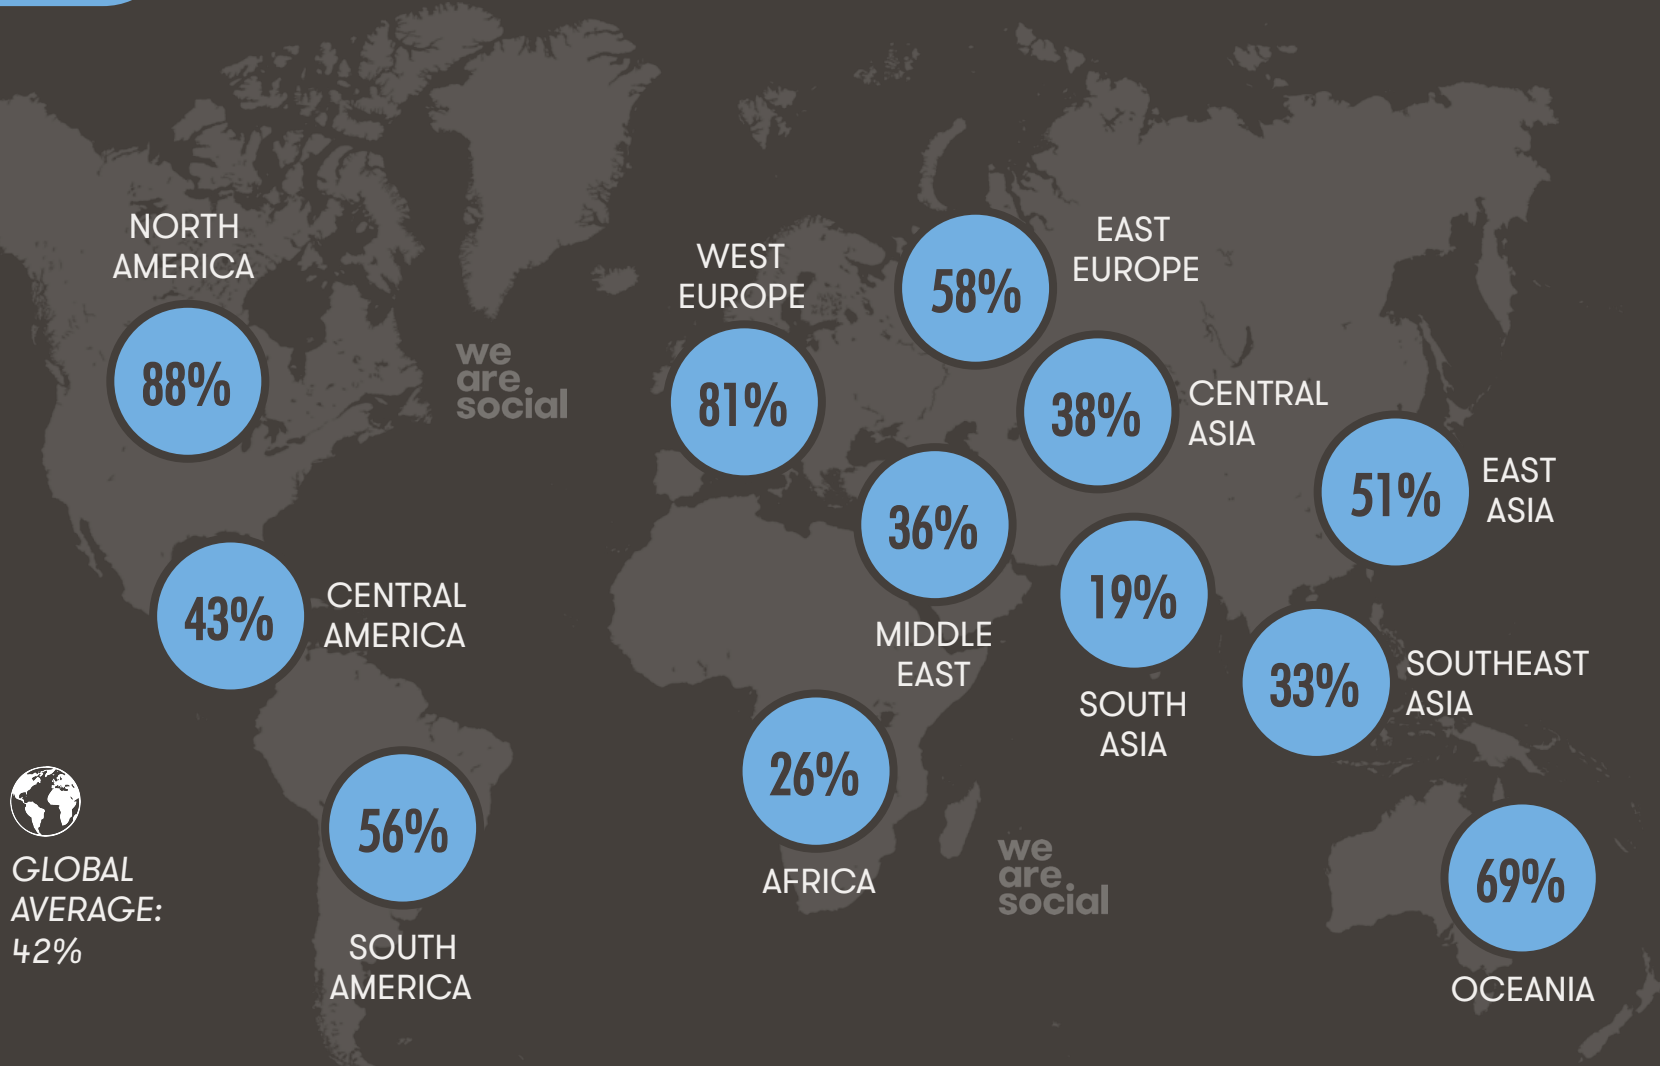 NORTH
AMERICA
88%
WEST
EUROPE
81%
58%
EAST
EUROPE
38%
CENTRAL
ASIA
we
are
social
51%
EAST
ASIA
36%
MIDDLE
EAST
19%
SOUTH
ASIA
43%
CENTRAL
AMERICA
33%
SOUTHEAST
ASIA
26%
AFRICA
56%
SOUTH
AMERICA
we
are
social
69%
OCEANIA
GLOBAL
AVERAGE:
42%